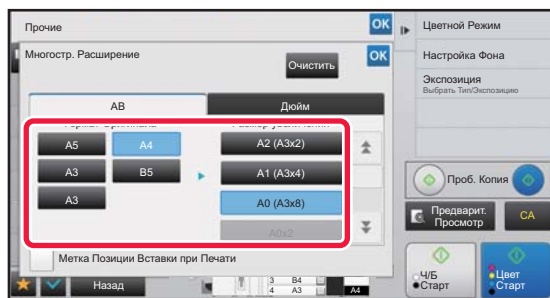 Прочие
OK
Многостр. Расширение
Очистить
OK
AB
Дюйм
A5
A4
A3
B5
A3
A2 (A3x2)
A1 (A3x4)
A0 (A3x8)
A0x2
Метка Позиции Вставки при Печати
Назад
3 B4
4 A3
A4
Цветной Режим
Настройка Фона
Экспозиция
Выбрать Тип/Экспозицию
Проб. Копия
Предварит.
Просмотр
CA
Ч/Б
Старт
Цвет
Старт